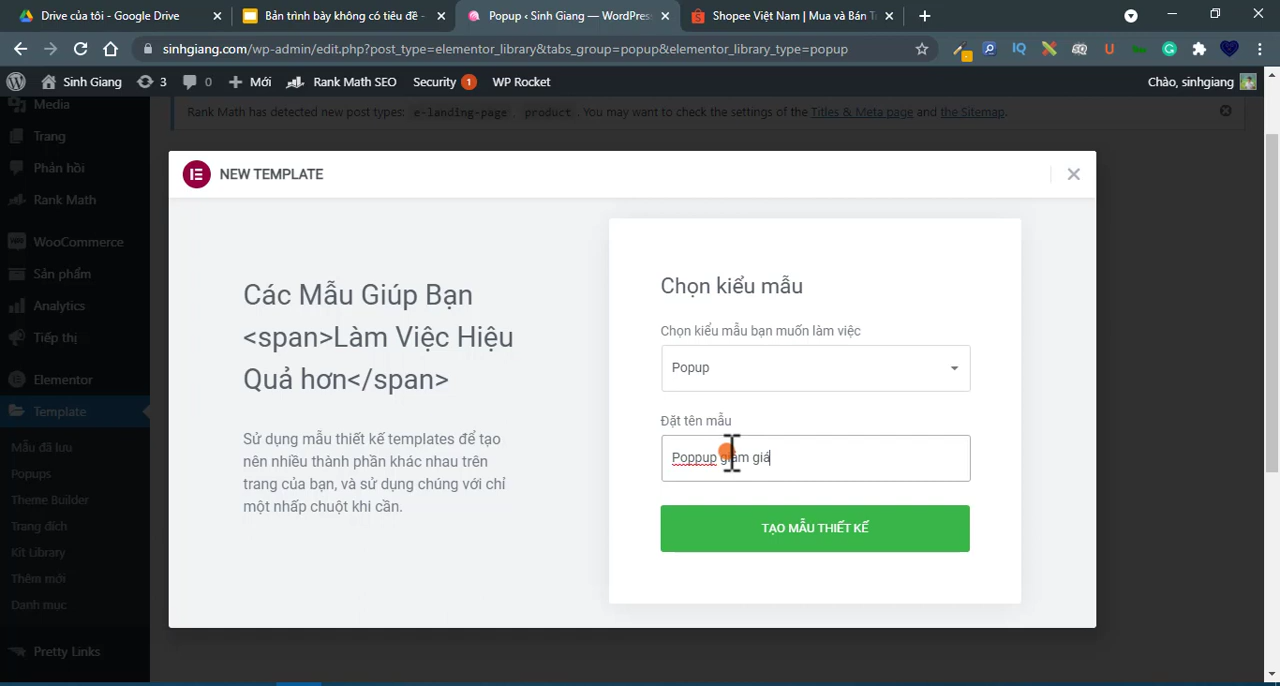 Drive của tôi - Google Drive
Bản trình bày không có tiêu đề -
Popup ‹ Sinh Giang — WordPress
Shopee Việt Nam | Mua và Bán T
sinhgiang.com/wp-admin/edit.php?post_type=elementor_library&tabs_group=popup&elementor_library_type=popup
Sinh Giang 3 0 Mới Rank Math SEO Security 1 WP Rocket Chào, sinhgiang
Media
Trang
Phản hồi
Rank Math
WooCommerce
Sản phẩm
Analytics
Tiếp thị
Elementor
Template
Mẫu đã lưu
Popups
Theme Builder
Trang đích
Kit Library
Thêm mới
Danh mục
Pretty Links
Rank Math has detected new post types: e-landing-page, product. You may want to check the settings of the Titles & Meta page and the Sitemap.
NEW TEMPLATE
Các Mẫu Giúp Bạn
<span>Làm Việc Hiệu
Quả hơn</span>
Sử dụng mẫu thiết kế templates để tạo
nên nhiều thành phần khác nhau trên
trang của bạn, và sử dụng chúng với chỉ
một nhấp chuột khi cần.
Chọn kiểu mẫu
Chọn kiểu mẫu bạn muốn làm việc
Popup
Đặt tên mẫu
Poppup giảm giá
TẠO MẪU THIẾT KẾ